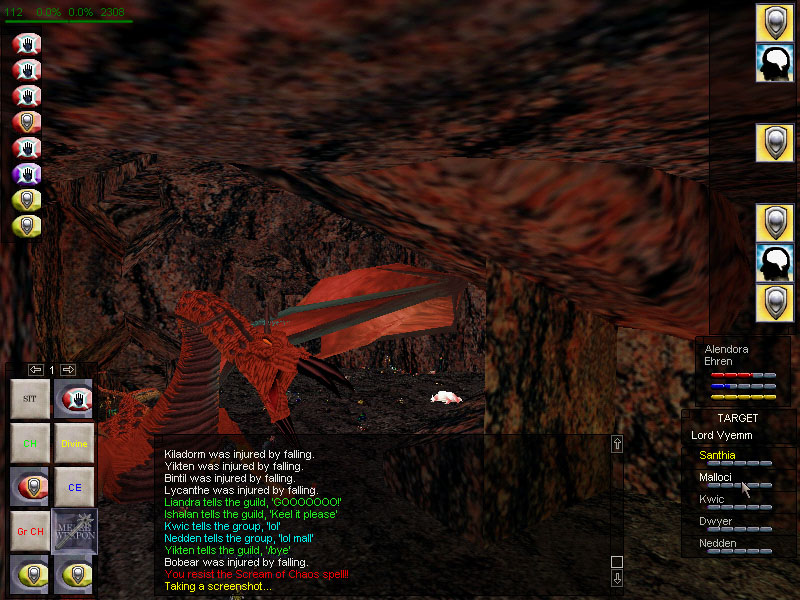 112 0.0% 0.0% 2308
Alendora
Ehren
TARGET
Lord Vyemm
Santhia
Malloci
Kwic
Dwyer
Nedden
1
SIT
CH
Divine
CE
Gr CH
MELEE
WEAPON
Kiladorm was injured by falling.
Yikten was injured by falling.
Bintil was injured by falling.
Lycanthe was injured by falling.
Liandra tells the guild, 'GOOOOOOO!'
Ishalan tells the guild, 'Keel it please'
Kwic tells the group, 'lol'
Nedden tells the group, 'lol mall'
Yikten tells the guild, '/bye'
Bobear was injured by falling.
You resist the Scream of Chaos spell!!!
Taking a screenshot...